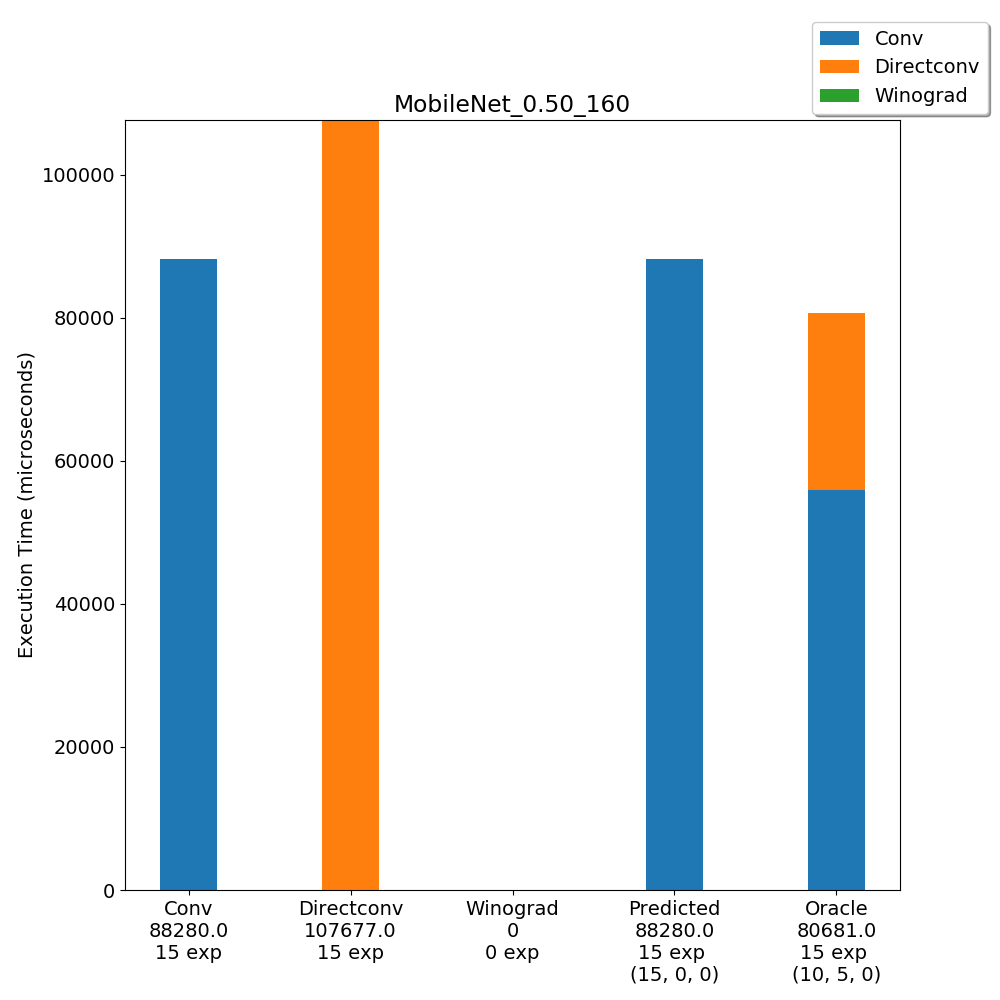 Conv
Directconv
Winograd
MobileNet_0.50_160
Execution Time (microseconds)
100000
80000
60000
40000
20000
0
Conv
88280.0
15 exp
Directconv
107677.0
15 exp
Winograd
0
0 exp
Predicted
88280.0
15 exp
(15, 0, 0)
Oracle
80681.0
15 exp
(10, 5, 0)